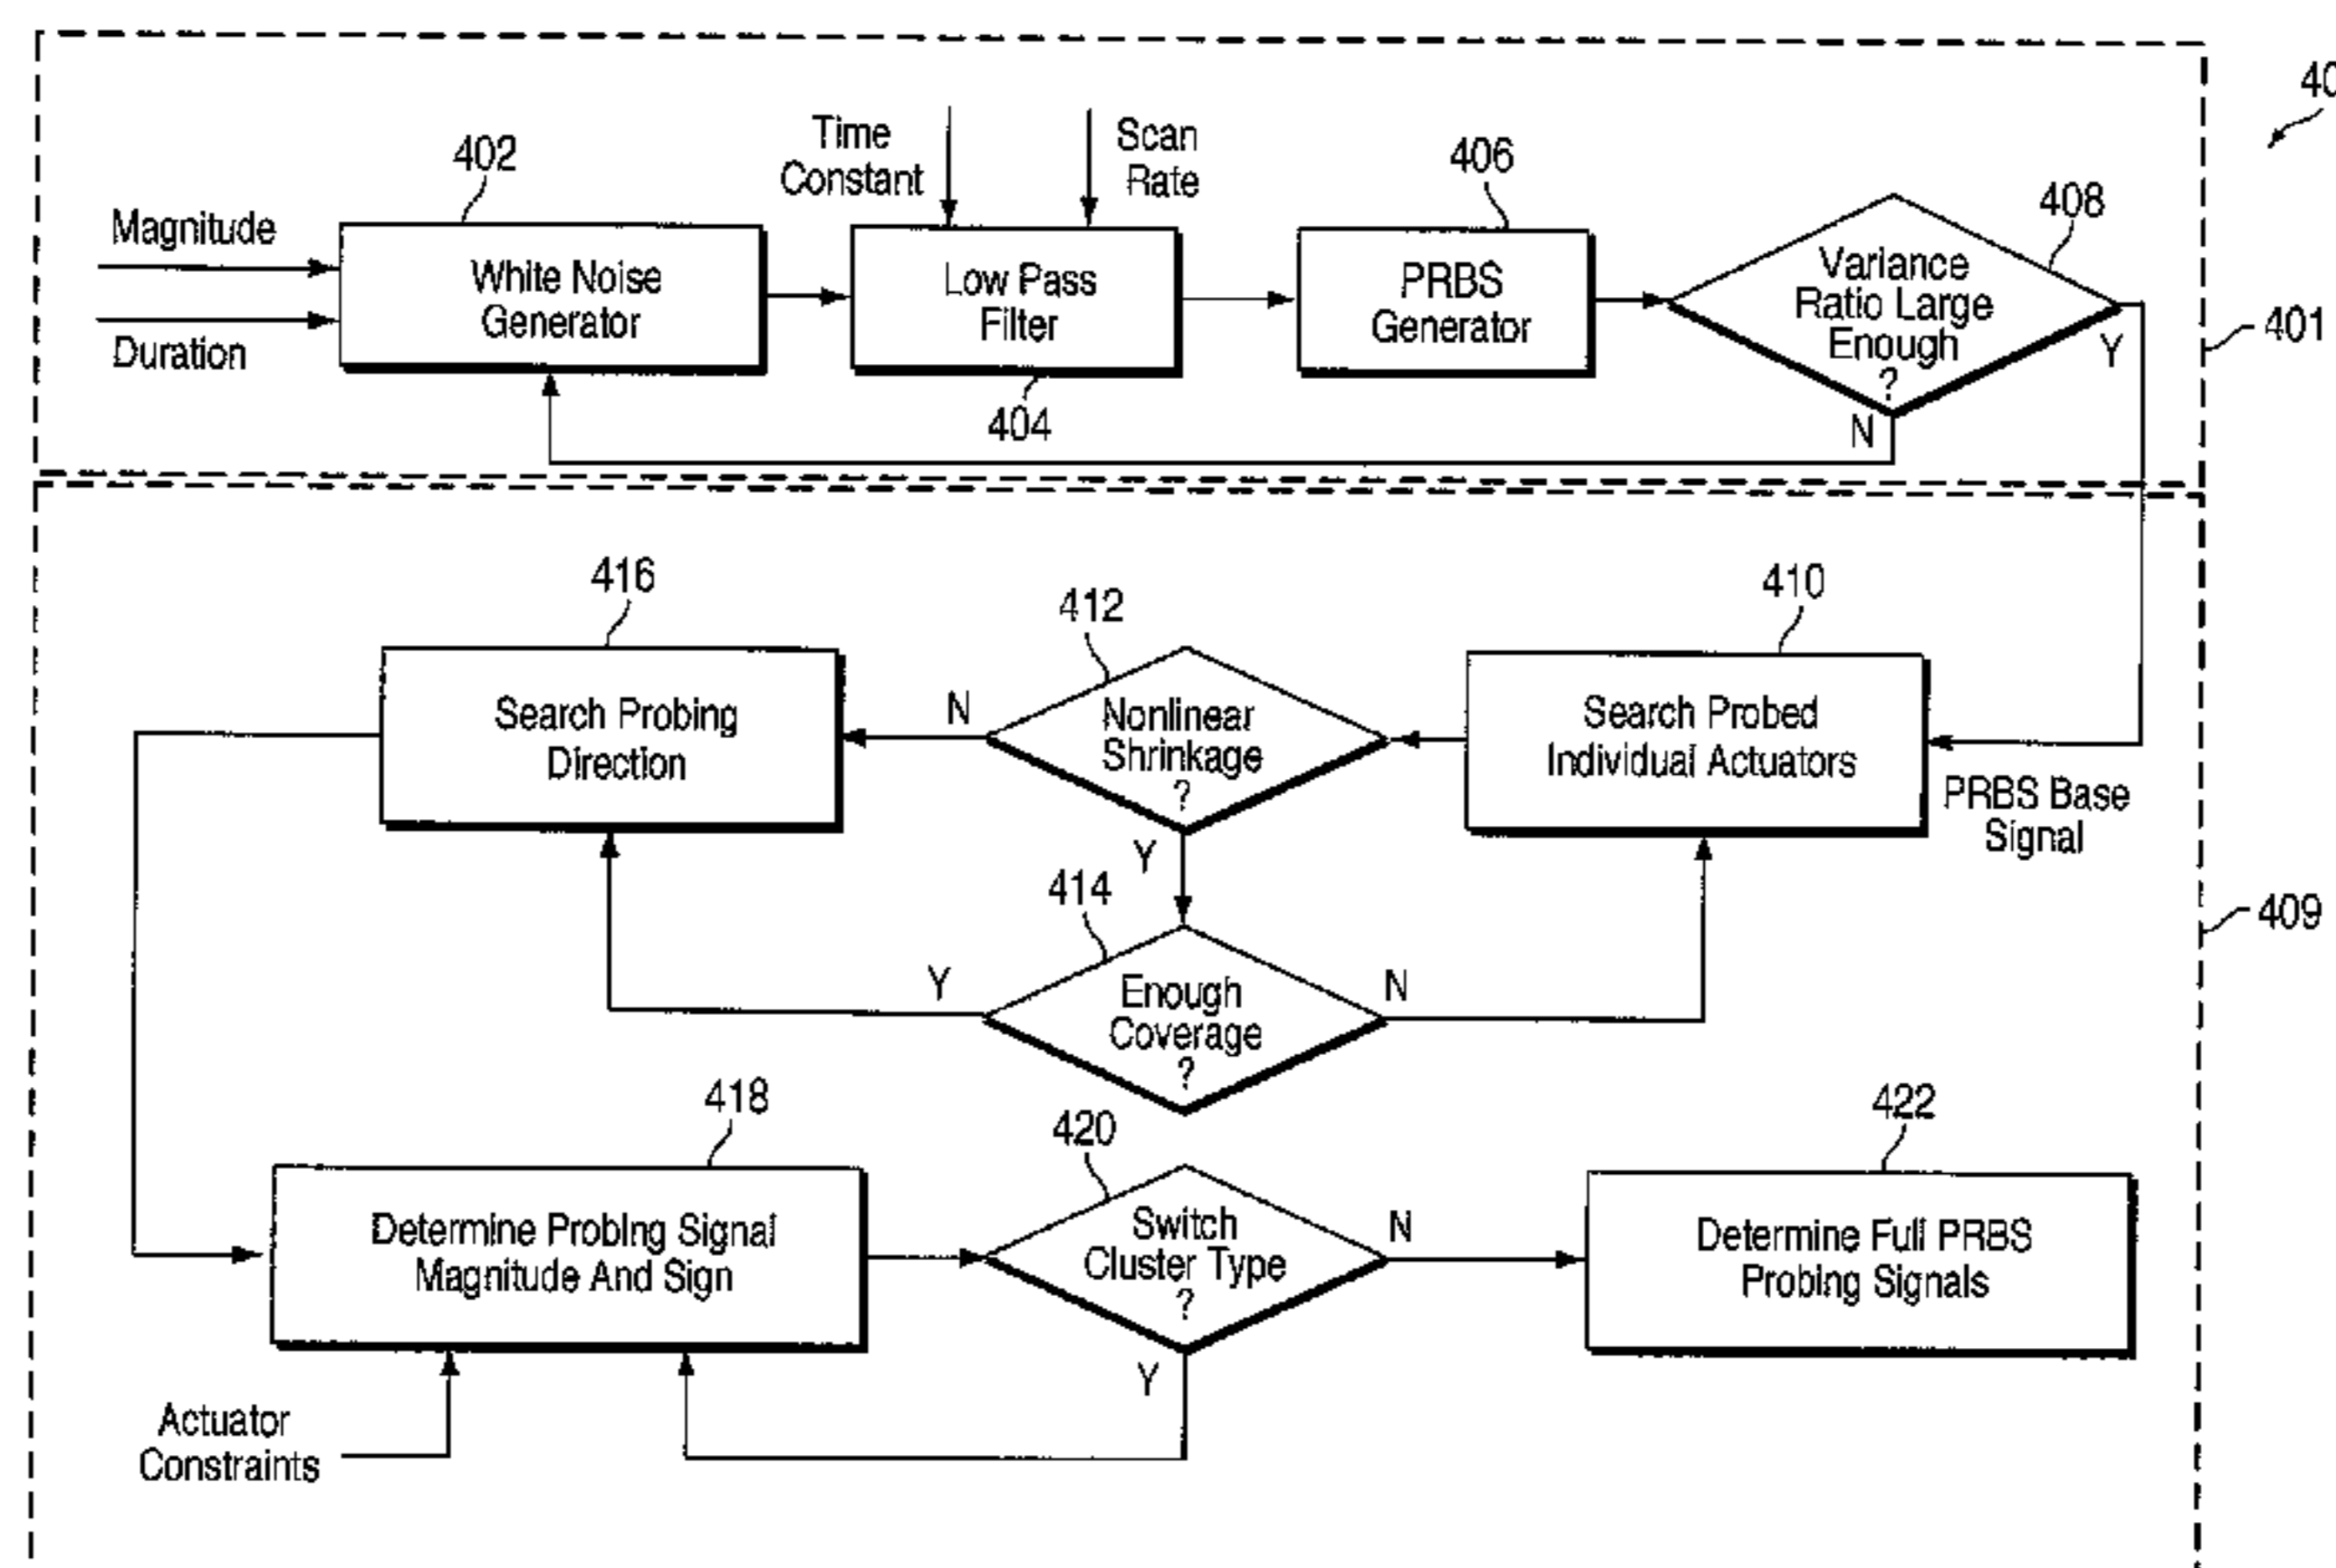 40
402
Time
Constant
Scan
Rate
406
408
Magnitude
Duration
White Noise
Generator
Low Pass
Filter
404
PRBS
Generator
Variance
Ratio Large
Enough
?
Y
N
401
416
412
410
Search Probing
Direction
N
Nonlinear
Shrinkage
?
Y
Search Probed
Individual Actuators
PRBS Base
Signal
414
Y
Enough
Coverage
?
N
409
418
420
422
Determine Probing Signal
Magnitude And Sign
Switch
Cluster Type
?
N
Y
Determine Full PRBS
Probing Signals
Actuator
Constraints